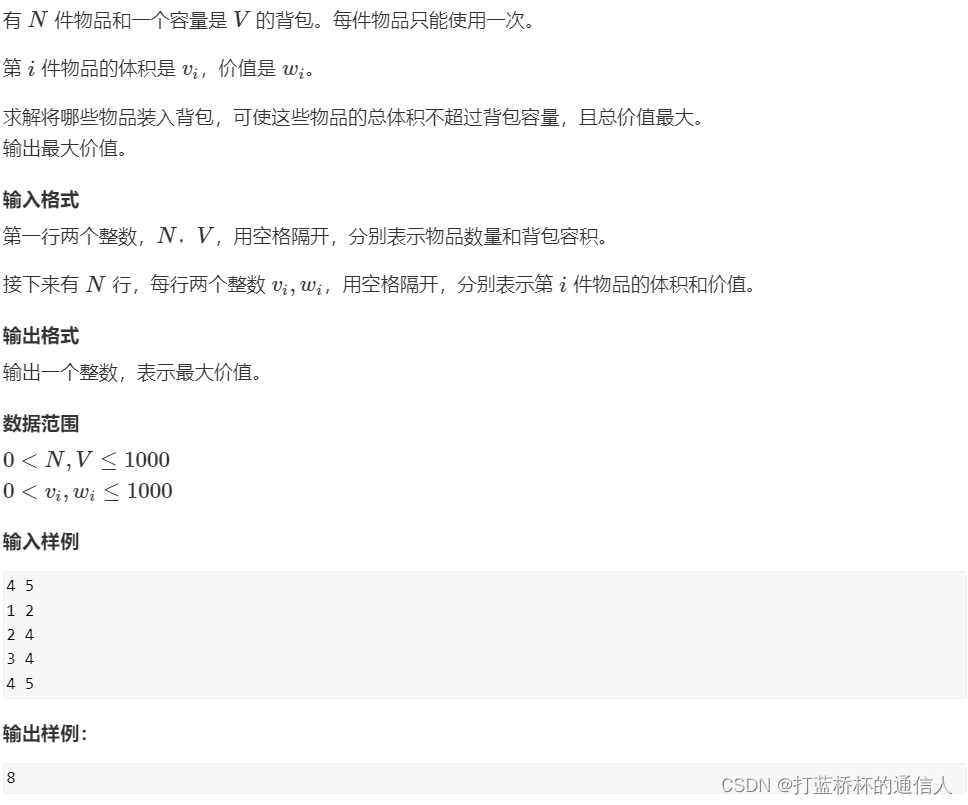 有 N 件物品和一个容量是 V 的背包。每件物品只能使用一次。
第 i 件物品的体积是 vᵢ，价值是 wᵢ。
求解将哪些物品装入背包，可使这些物品的总体积不超过背包容量，且总价值最大。
输出最大价值。
输入格式
第一行两个整数，N，V，用空格隔开，分别表示物品数量和背包容积。
接下来有 N 行，每行两个整数 vᵢ, wᵢ，用空格隔开，分别表示第 i 件物品的体积和价值。
输出格式
输出一个整数，表示最大价值。
数据范围
0 < N, V ≤ 1000
0 < vᵢ, wᵢ ≤ 1000
输入样例
4 5
1 2
2 4
3 4
4 5
输出样例：
8
CSDN @打蓝桥杯的通信人